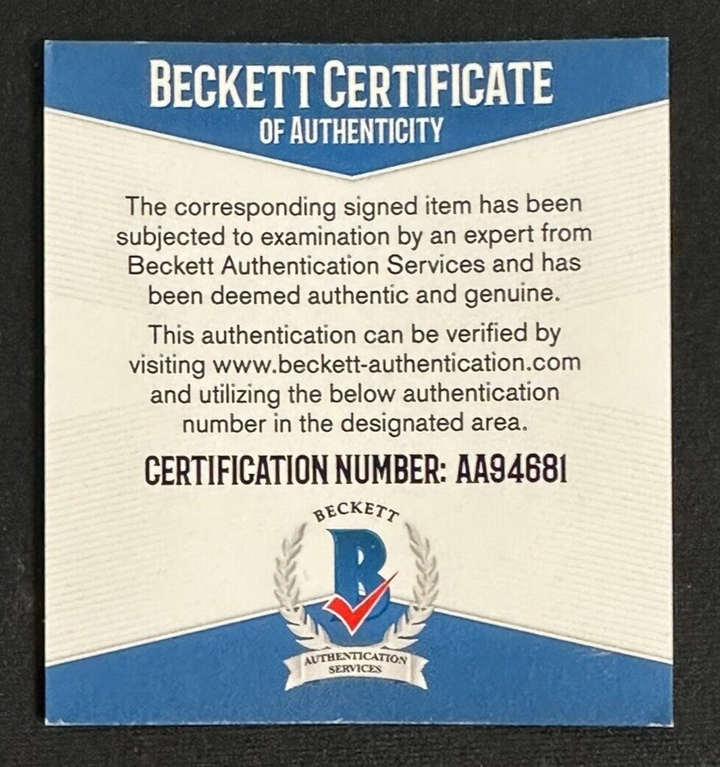 BECKETT CERTIFICATE
OF AUTHENTICITY
The corresponding signed item has been
subjected to examination by an expert from
Beckett Authentication Services and has
been deemed authentic and genuine.
This authentication can be verified by
visiting www.beckett-authentication.com
and utilizing the below authentication
number in the designated area.
CERTIFICATION NUMBER: AA94681
BECKETT
B
AUTHENTICATION
SERVICES